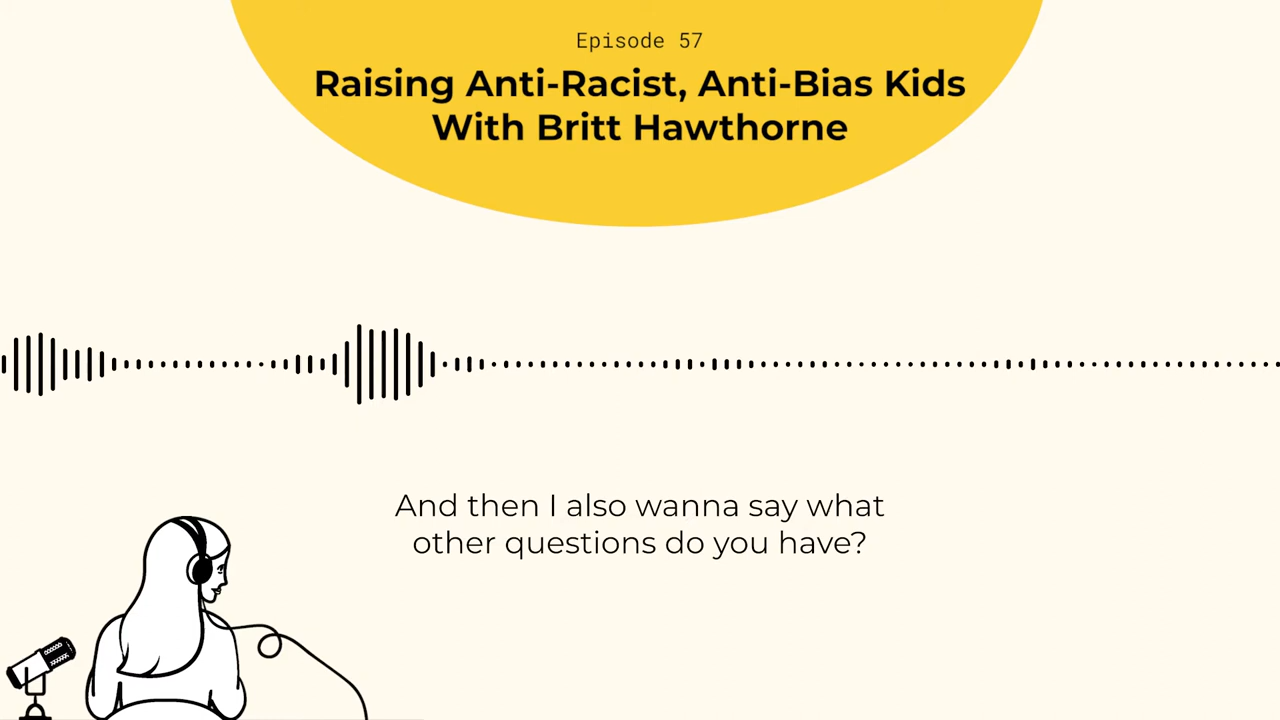 Episode 57
Raising Anti-Racist, Anti-Bias Kids
With Britt Hawthorne
And then I also wanna say what
other questions do you have?